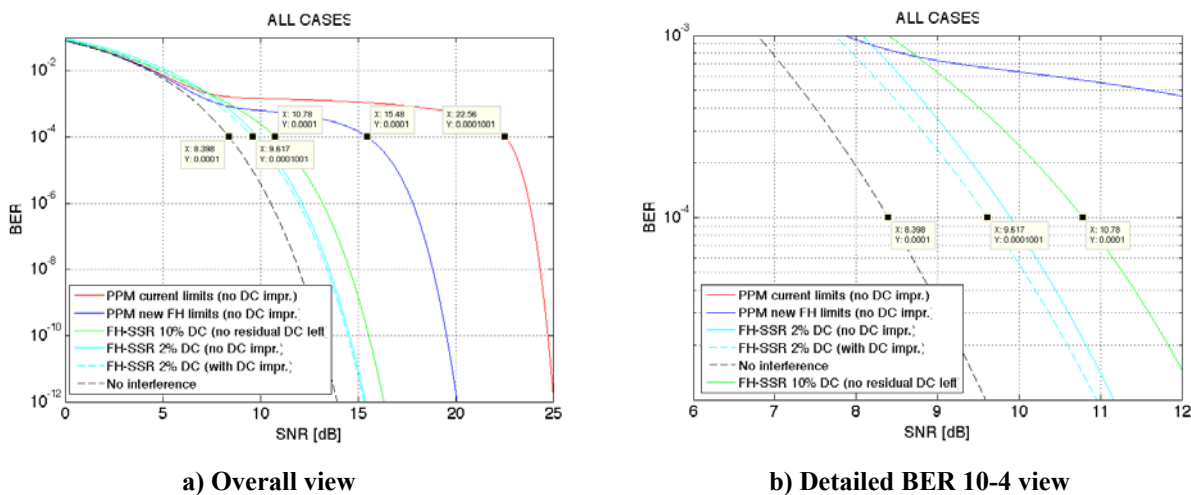 ALL CASES
10-2
10-4
10-6
10-8
10-10
10-12
BER
X: 10.78
Y: 0.0001
X: 15.48
Y: 0.0001
X: 22.56
Y: 0.0001001
X: 8.398
Y: 0.0001
X: 9.617
Y: 0.0001001
PPM current limits (no DC impr.)
PPM new FH limits (no DC impr.)
FH-SSR 10% DC (no residual DC left)
FH-SSR 2% DC (no DC impr.)
FH-SSR 2% DC (with DC impr.)
No interference
0 5 10 15 20 25
SNR [dB]
a) Overall view
ALL CASES
10-3
10-4
BER
X: 8.398
Y: 0.0001
X: 9.617
Y: 0.0001001
X: 10.78
Y: 0.0001
PPM current limits (no DC impr.)
PPM new FH limits (no DC impr.)
FH-SSR 2% DC (no DC impr.)
FH-SSR 2% DC (with DC impr.)
No interference
FH-SSR 10% DC (no residual DC left)
6 7 8 9 10 11 12
SNR [dB]
b) Detailed BER 10-4 view